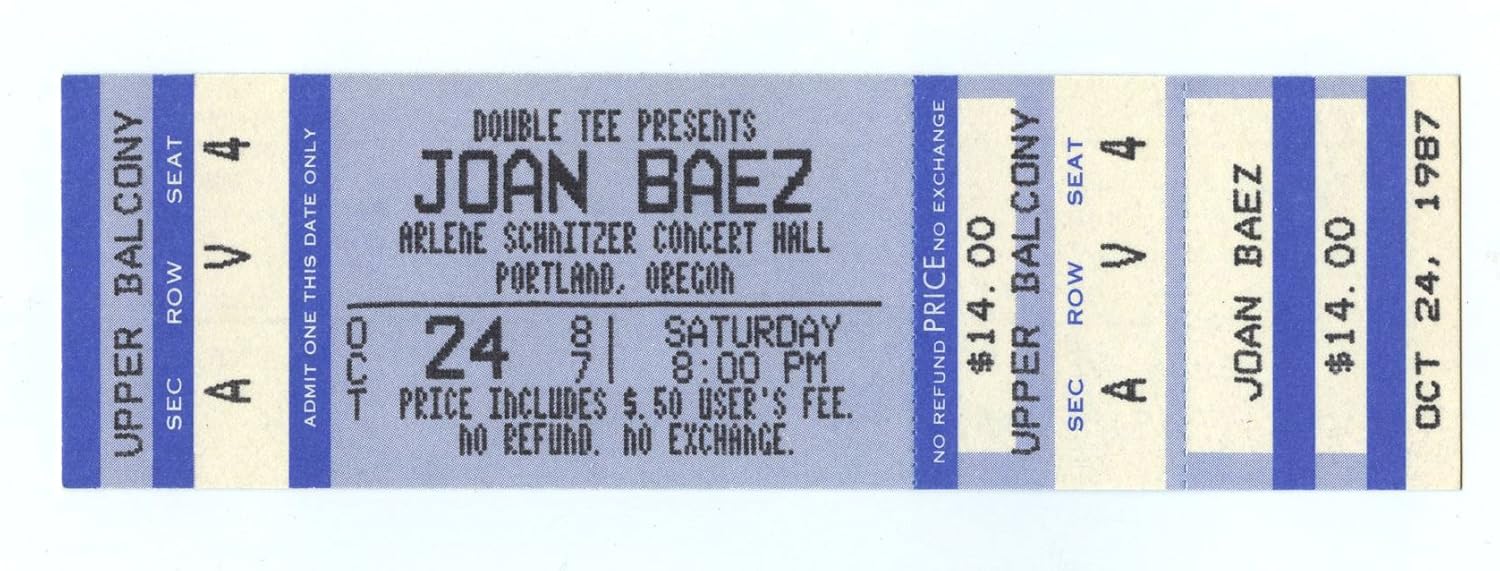 UPPER BALCONY
SEC ROW SEAT
A V 4
ADMIT ONE THIS DATE ONLY
DOUBLE TEE PRESENTS
JOAN BAEZ
ARLENE SCHNITZER CONCERT HALL
PORTLAND, OREGON
OCT 24 87 SATURDAY
8:00 PM
PRICE INCLUDES $.50 USER'S FEE.
NO REFUND. NO EXCHANGE.
NO REFUND PRICE NO EXCHANGE
$14.00
UPPER BALCONY
SEC ROW SEAT
A V 4
JOAN BAEZ
$14.00
OCT 24, 1987